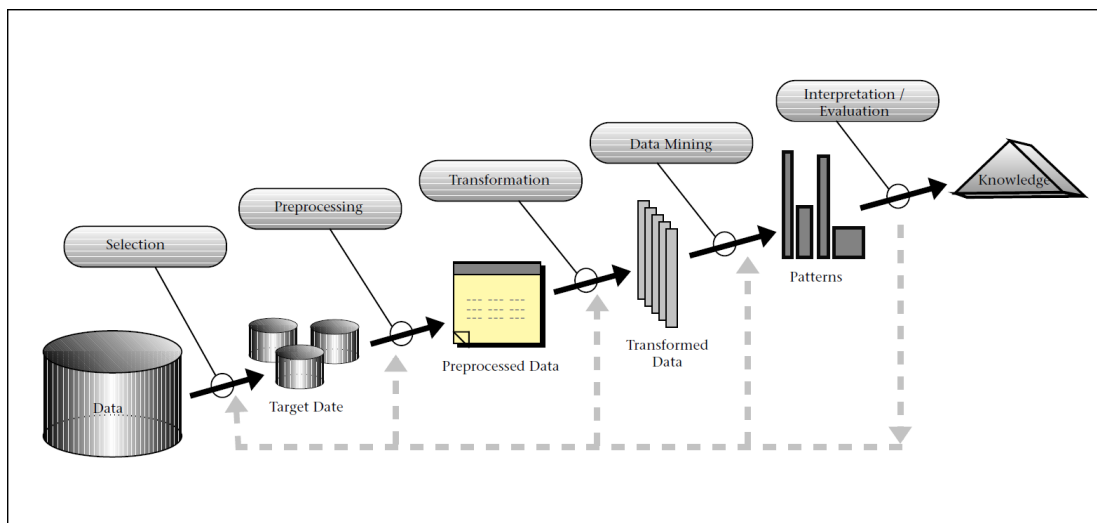 Interpretation /
Evaluation
Data Mining
Transformation
Preprocessing
Selection
Data
Target Date
Preprocessed Data
Transformed
Data
Patterns
Knowledge